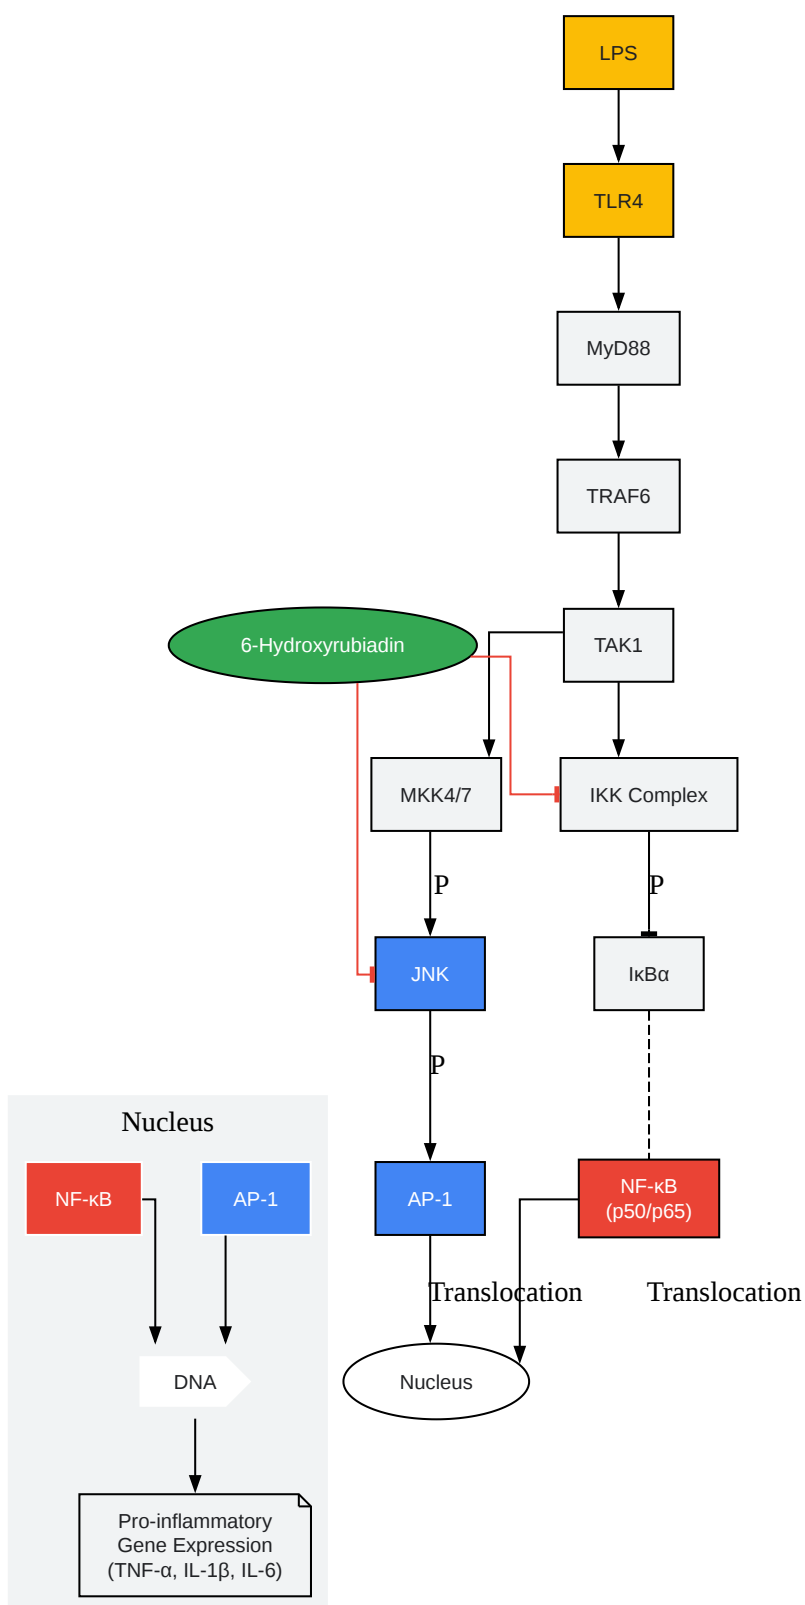 LPS
TLR4
MyD88
TRAF6
6-Hydroxyrubiadin
TAK1
MKK4/7
IKK Complex
P
P
JNK
IκBα
P
Nucleus
NF-κB
AP-1
AP-1
NF-κB
(p50/p65)
Translocation
Translocation
DNA
Nucleus
Pro-inflammatory
Gene Expression
(TNF-α, IL-1β, IL-6)